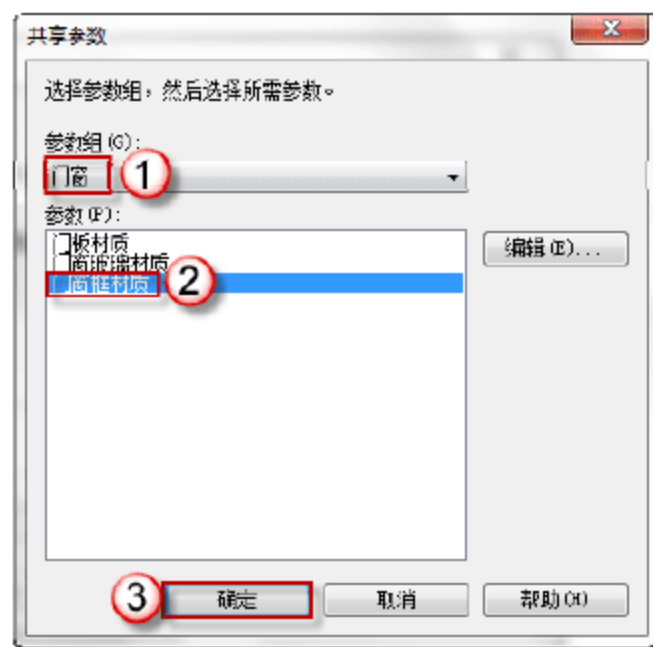 共享参数
选择参数组，然后选择所需参数。
参数组(G):
门窗 1
参数(P):
门板材质
门窗玻璃材质
门窗框材质 2
编辑(E)...
3 确定 取消 帮助(H)